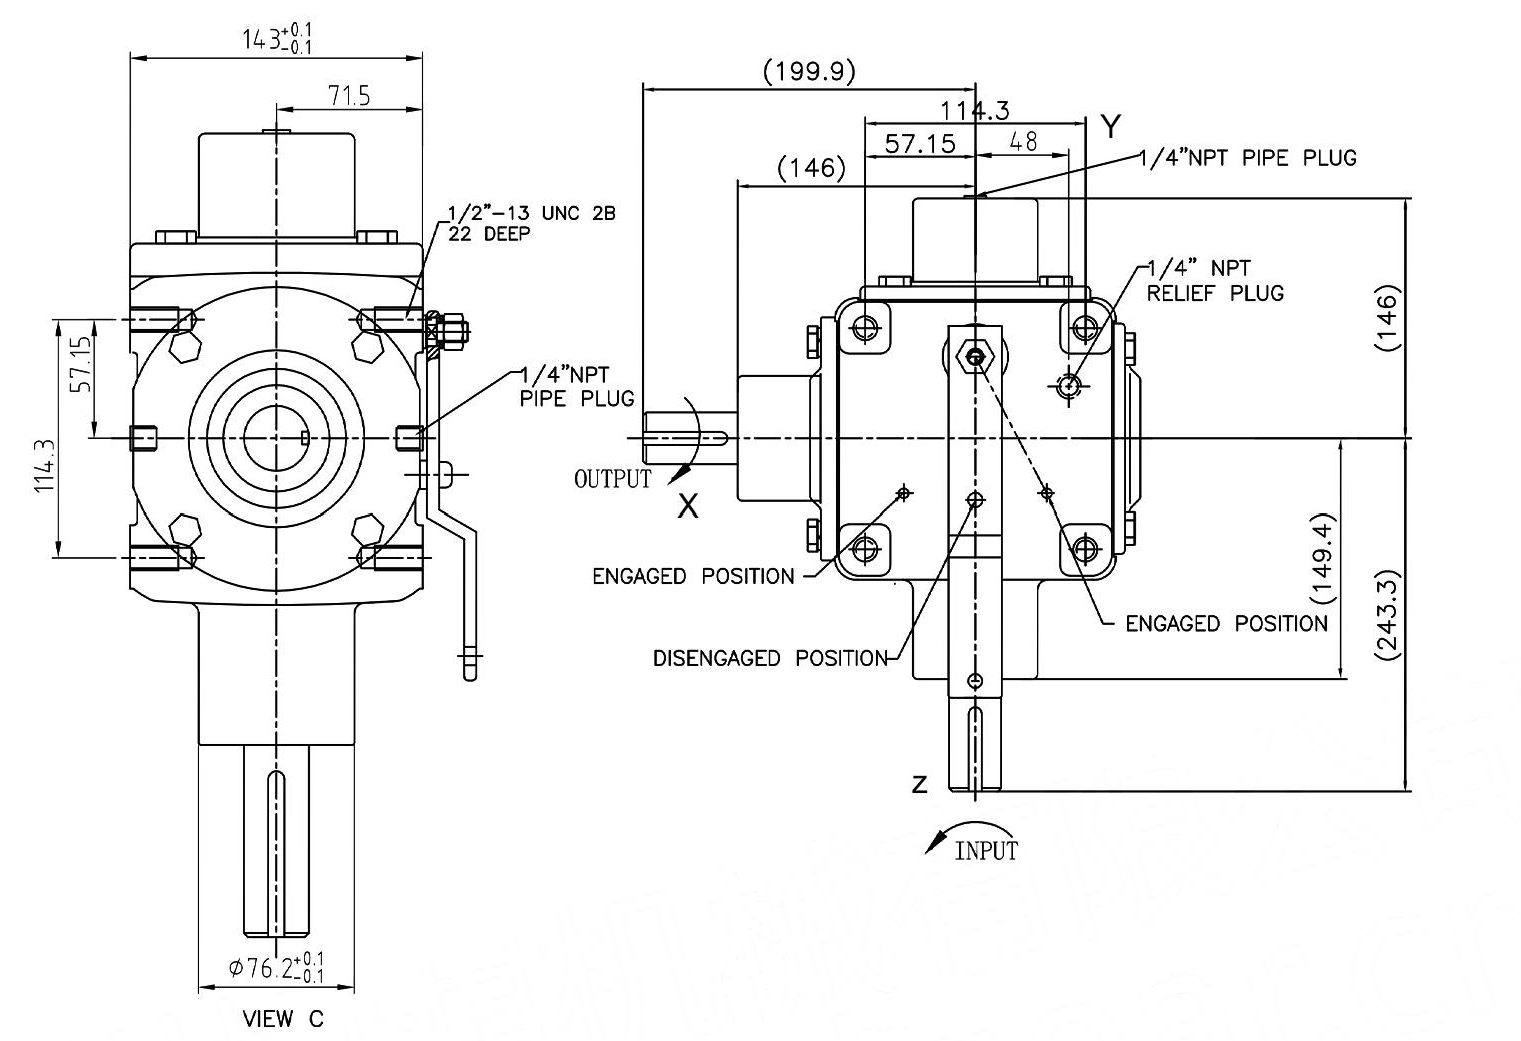 143+0.1
-0.1
71.5
1/2"-13 UNC 2B
22 DEEP
57.15
114.3
1/4"NPT
PIPE PLUG
Ø76.2+0.1
-0.1
VIEW C
(199.9)
114.3
Y
57.15
48
(146)
1/4"NPT PIPE PLUG
1/4" NPT
RELIEF PLUG
(146)
OUTPUT
X
ENGAGED POSITION
DISENGAGED POSITION
ENGAGED POSITION
(149.4)
(243.3)
Z
INPUT